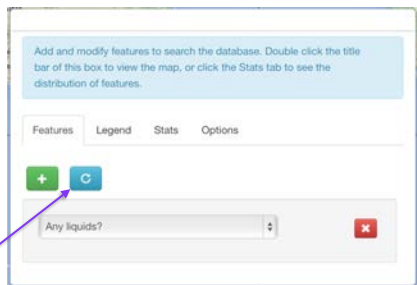 Add and modify features to search the database. Double click the title
bar of this box to view the map, or click the Stats tab to see the
distribution of features.
Features Legend Stats Options
Any liquids?